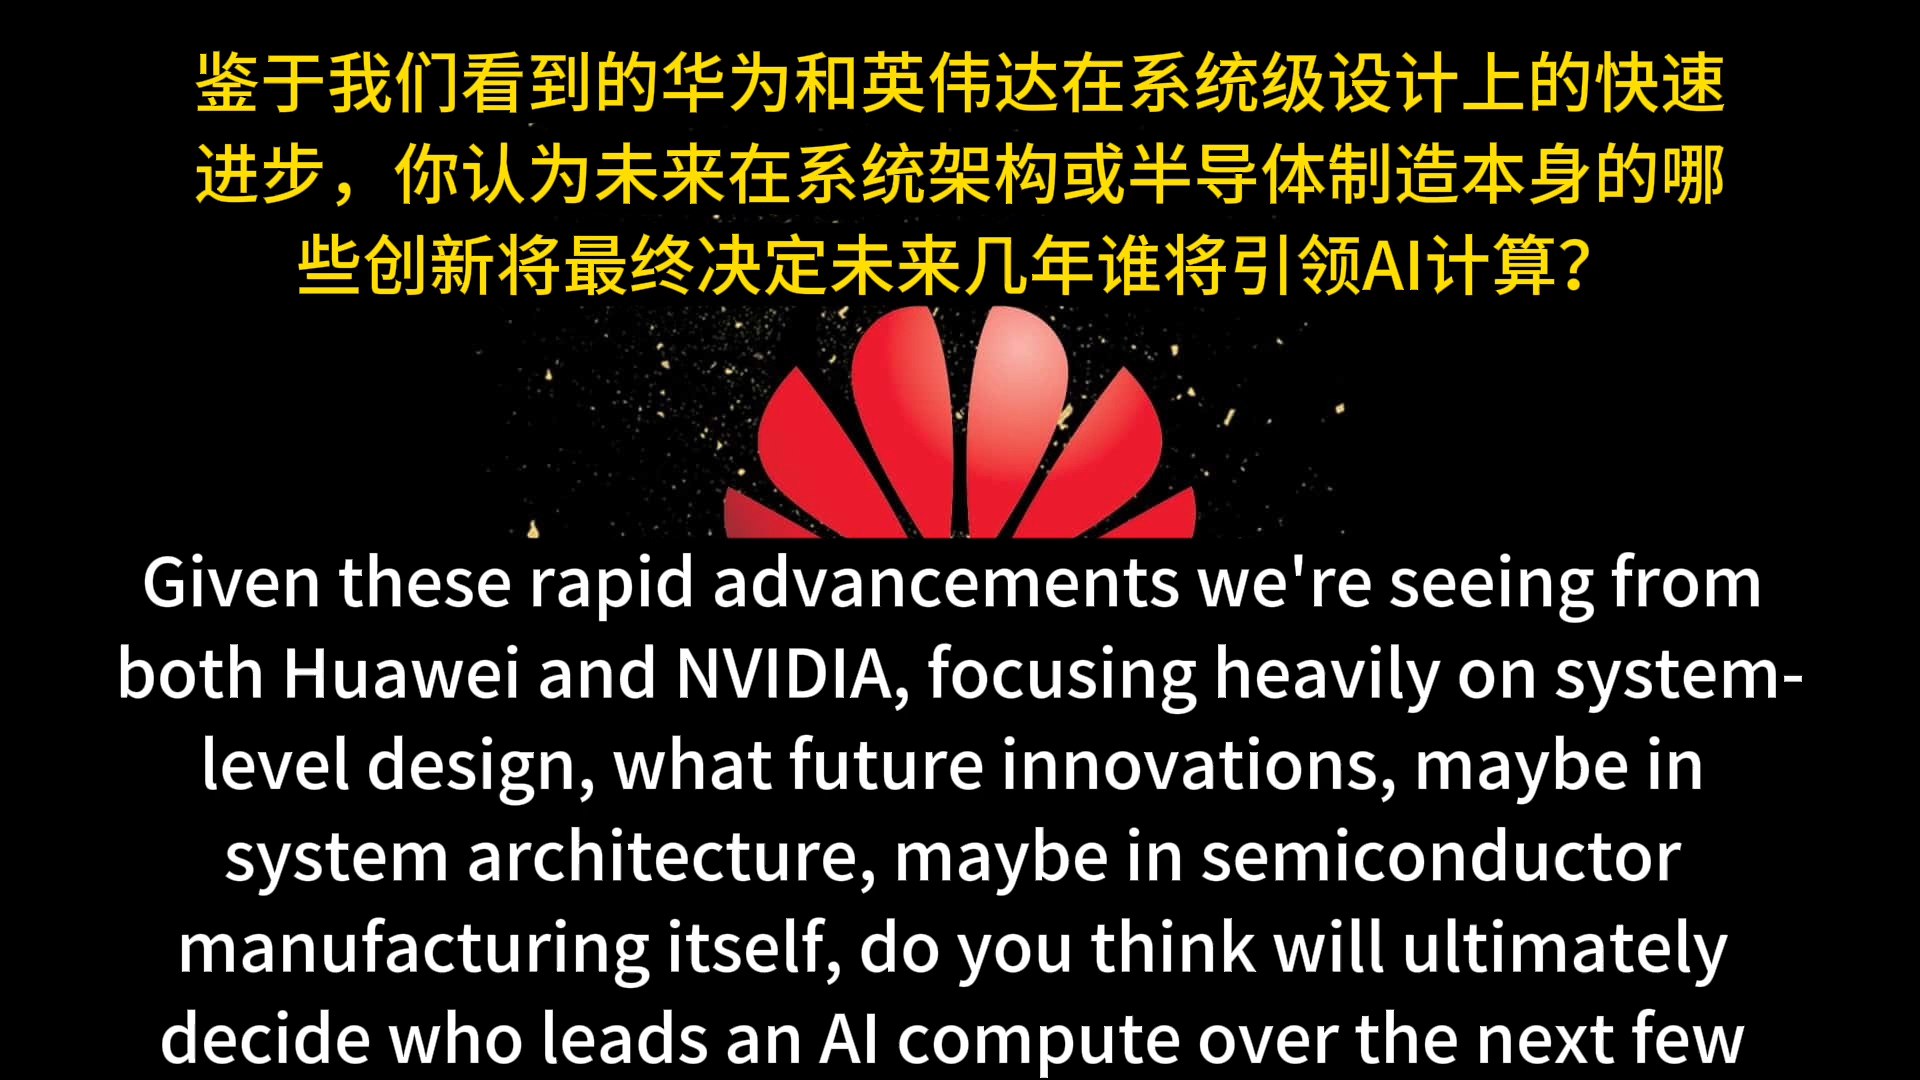 鉴于我们看到的华为和英伟达在系统级设计上的快速
进步，你认为未来在系统架构或半导体制造本身的哪
些创新将最终决定未来几年谁将引领AI计算？
Given these rapid advancements we're seeing from
both Huawei and NVIDIA, focusing heavily on system-
level design, what future innovations, maybe in
system architecture, maybe in semiconductor
manufacturing itself, do you think will ultimately
decide who leads an AI compute over the next few